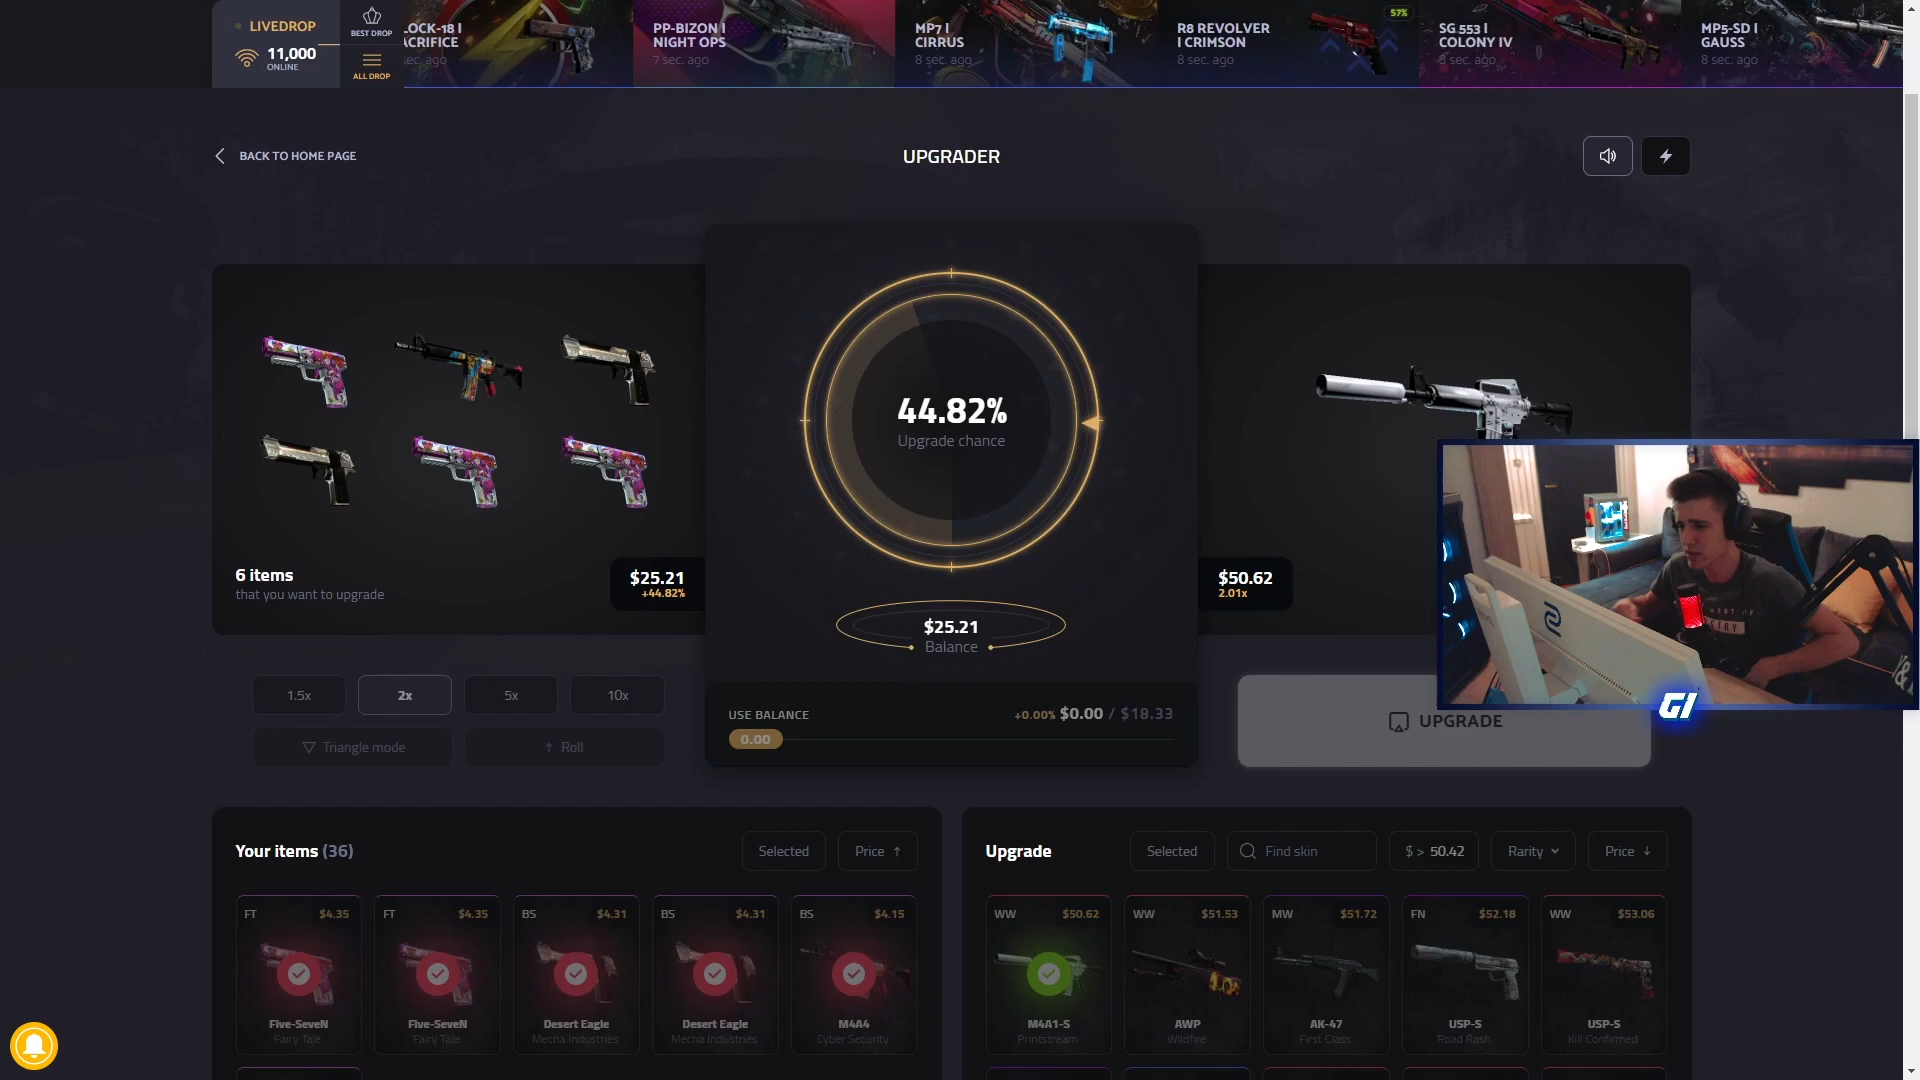 LIVEDROP
11,000
ONLINE
BEST DROP
ALL DROP
LOCK-18 |
ACRIFICE
sec. ago
PP-BIZON |
NIGHT OPS
7 sec. ago
MP7 |
CIRRUS
8 sec. ago
R8 REVOLVER
| CRIMSON
8 sec. ago
57%
SG 553 |
COLONY IV
8 sec. ago
MP5-SD |
GAUSS
8 sec. ago
BACK TO HOME PAGE
UPGRADER
44.82%
Upgrade chance
6 items
that you want to upgrade
$25.21
+44.82%
$50.62
2.01x
$25.21
Balance
1.5x
2x
5x
10x
Triangle mode
↑ Roll
USE BALANCE
+0.00% $0.00 / $18.33
0.00
UPGRADE
GI
Your items (36)
Selected
Price ↑
Upgrade
Selected
Find skin
$ > 50.42
Rarity
Price ↓
FT $4.35
FT $4.35
BS $4.31
BS $4.31
BS $4.15
WW $50.62
WW $51.53
MW $51.72
FN $52.18
WW $53.06
Five-SeveN
Fairy Tale
Five-SeveN
Fairy Tale
Desert Eagle
Mecha Industries
Desert Eagle
Mecha Industries
M4A4
Cyber Security
M4A1-S
Printstream
AWP
Wildfire
AK-47
First Class
USP-S
Road Rash
USP-S
Kill Confirmed